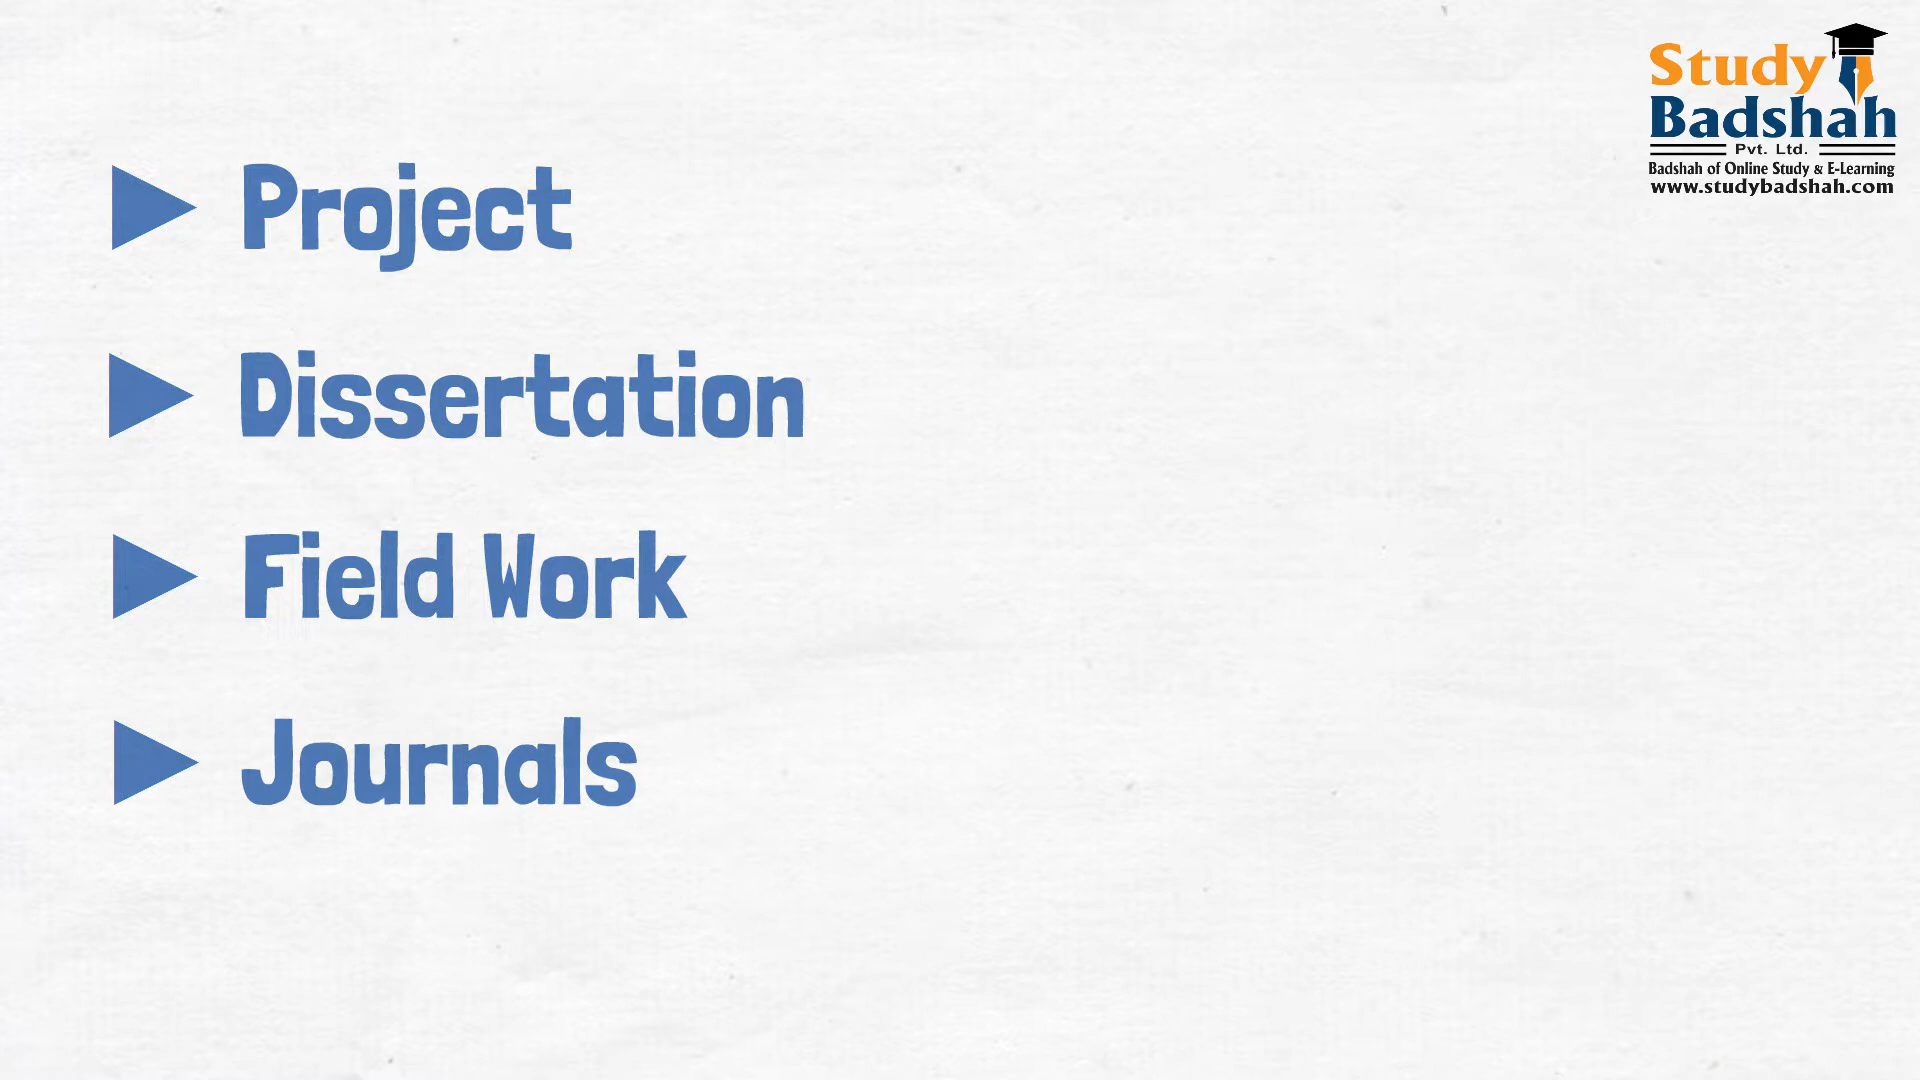 Study
Badshah
Pvt. Ltd.
Badshah of Online Study & E-Learning
www.studybadshah.com
Project
Dissertation
Field Work
Journals